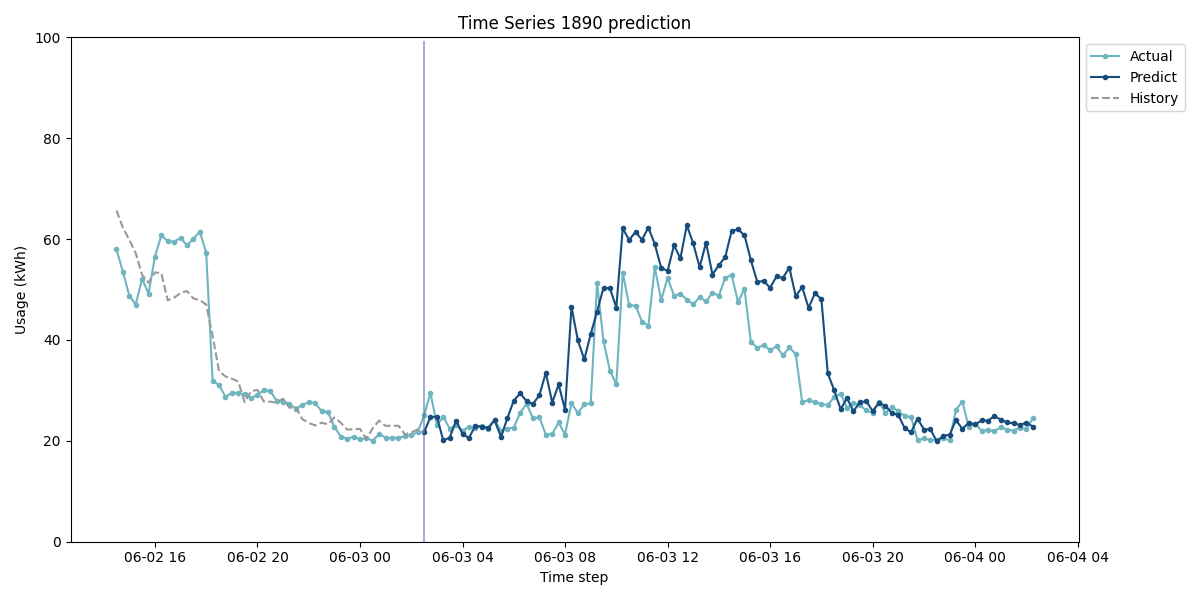 Time Series 1890 prediction
100
80
60
40
20
0
Usage (kWh)
06-02 16
06-02 20
06-03 00
06-03 04
06-03 08
06-03 12
06-03 16
06-03 20
06-04 00
06-04 04
Time step
Actual
Predict
History